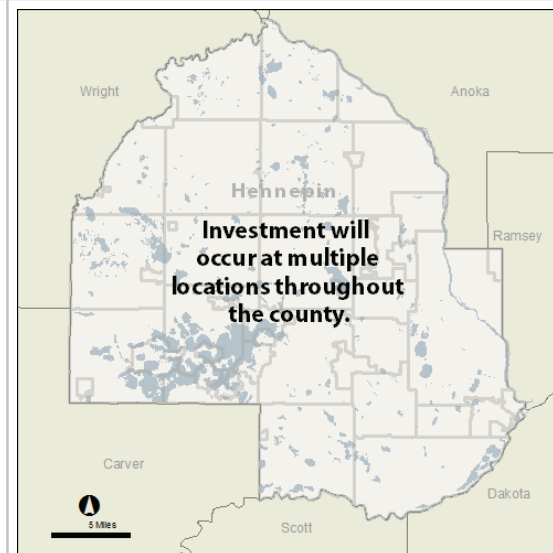 Wright
Anoka
Hennepin
Ramsey
Investment will
occur at multiple
locations throughout
the county.
Carver
Dakota
5 Miles
Scott